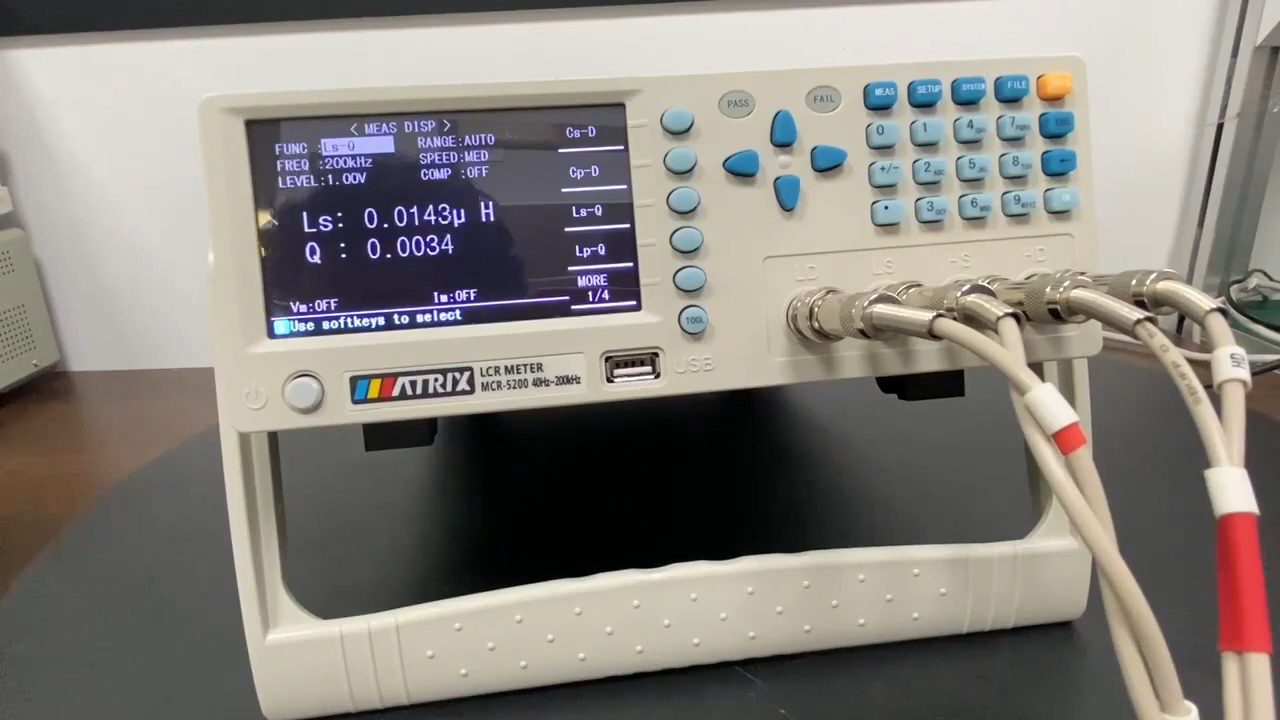 < MEAS DISP >
FUNC :Ls-Q
RANGE:AUTO
FREQ :200kHz
SPEED:MED
LEVEL:1.00V
COMP :OFF
Ls: 0.0143μ H
Q : 0.0034
Vm:OFF
Im:OFF
Use softkeys to select
Cs-D
Cp-D
Ls-Q
Lp-Q
MORE
1/4
TOOL
PASS
FAIL
MEAS
SETUP
SYSTEM
FILE
0
1
4
7
+/-
2 ABC
5
8
←
.
3
6
9
LD
LS
HS
HD
MATRIX
LCR METER
MCR-5200 40Hz-200kHz
USB